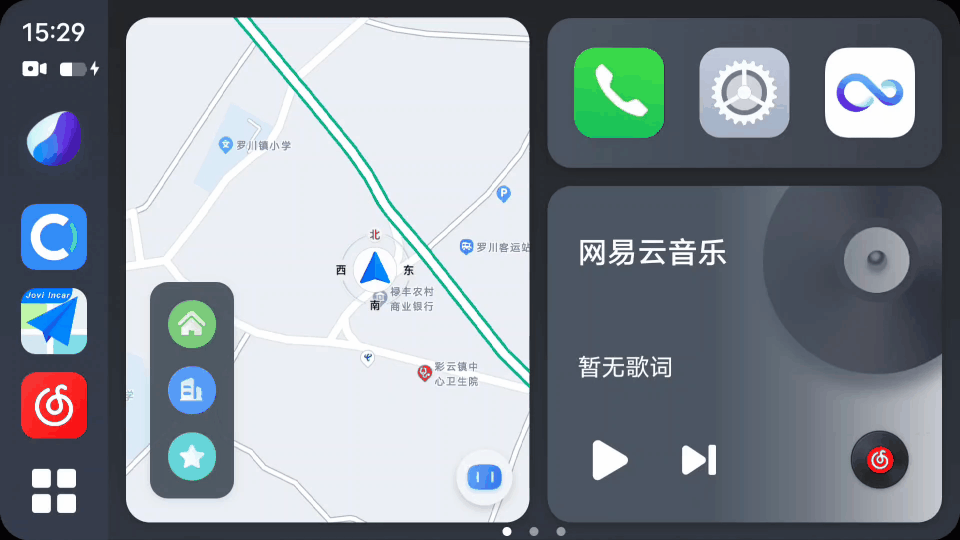 15:29
Jovi Incar
罗川镇小学
P
罗川客运站
北
西
东
南
禄丰农村
商业银行
彩云镇中
心卫生院
网易云音乐
暂无歌词